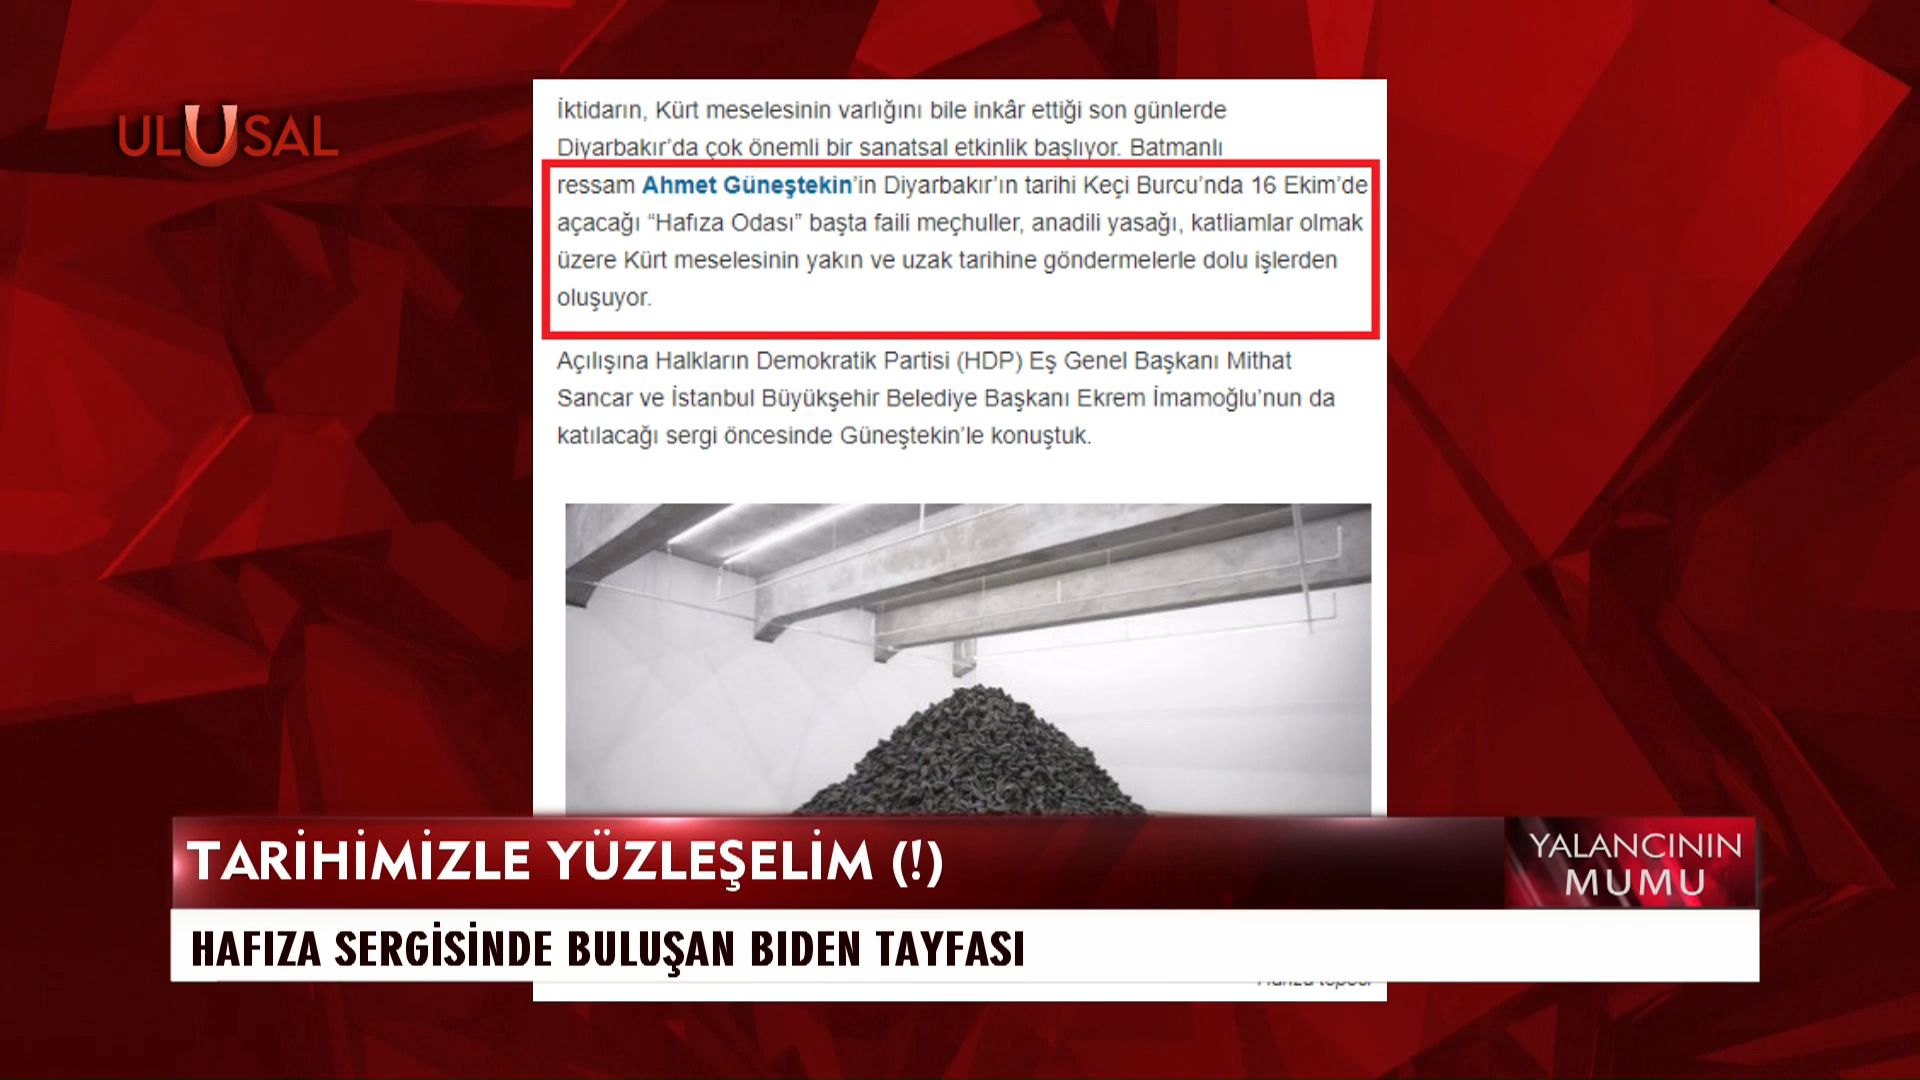 ULUSAL
İktidarın, Kürt meselesinin varlığını bile inkâr ettiği son günlerde
Diyarbakır'da çok önemli bir sanatsal etkinlik başlıyor. Batmanlı
ressam Ahmet Güneştekin'in Diyarbakır'ın tarihi Keçi Burcu'nda 16 Ekim'de
açacağı “Hafıza Odası” başta faili meçhuller, anadili yasağı, katliamlar olmak
üzere Kürt meselesinin yakın ve uzak tarihine göndermelerle dolu işlerden
oluşuyor.
Açılışına Halkların Demokratik Partisi (HDP) Eş Genel Başkanı Mithat
Sancar ve İstanbul Büyükşehir Belediye Başkanı Ekrem İmamoğlu'nun da
katılacağı sergi öncesinde Güneştekin'le konuştuk.
TARİHİMİZLE YÜZLEŞELİM (!)
YALANCININ
MUMU
HAFIZA SERGİSİNDE BULUŞAN BIDEN TAYFASI